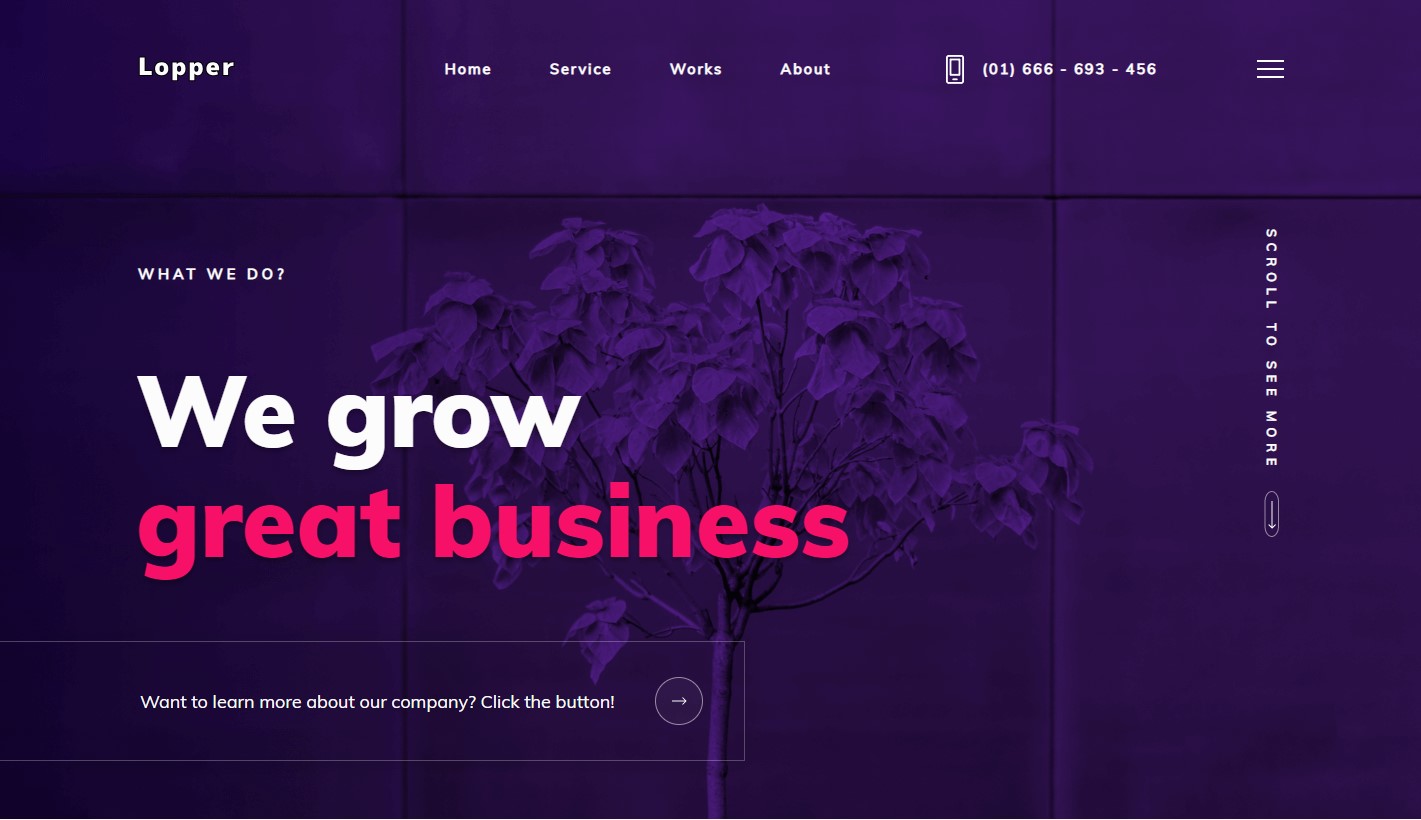 Lopper
Home Service Works About (01) 666 - 693 - 456
WHAT WE DO?
We grow
great business
Want to learn more about our company? Click the button!
SCROLL TO SEE MORE